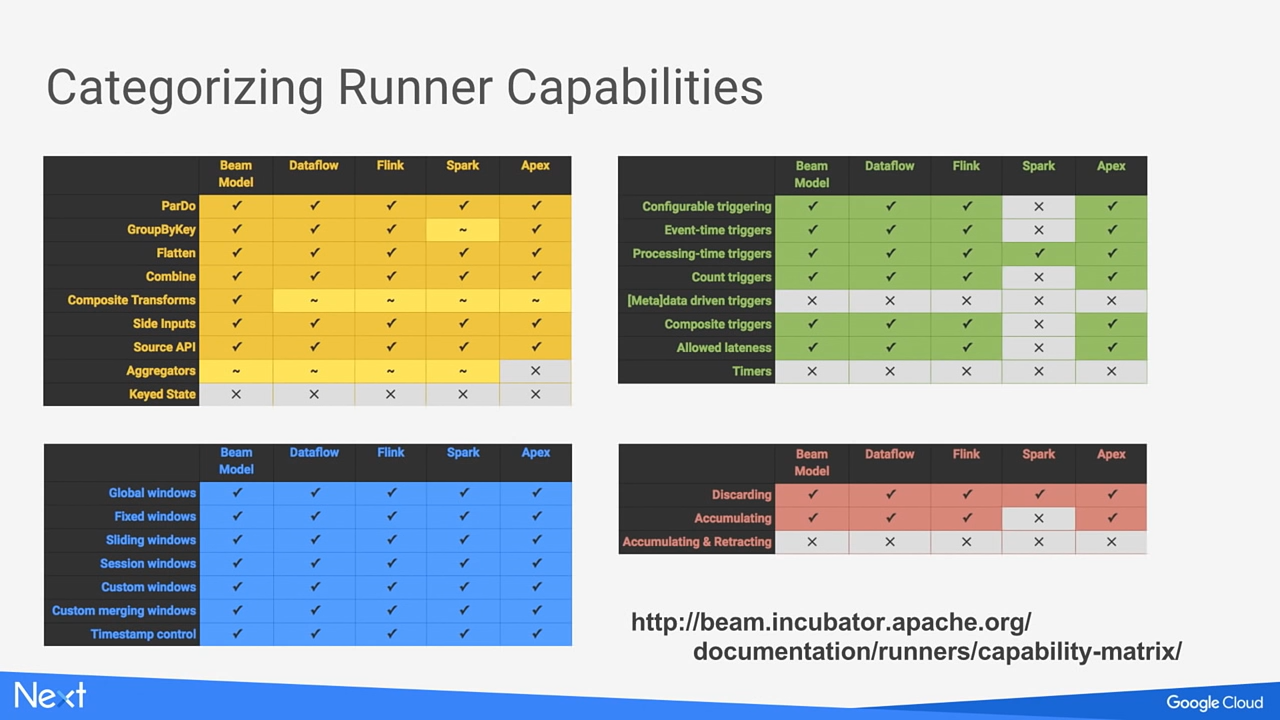 Categorizing Runner Capabilities
Beam Model Dataflow Flink Spark Apex
ParDo ✔ ✔ ✔ ✔ ✔
GroupByKey ✔ ✔ ✔ ~ ✔
Flatten ✔ ✔ ✔ ✔ ✔
Combine ✔ ✔ ✔ ✔ ✔
Composite Transforms ✔ ~ ~ ~ ~
Side Inputs ✔ ✔ ✔ ✔ ✔
Source API ✔ ✔ ✔ ✔ ✔
Aggregators ~ ~ ~ ~ ✕
Keyed State ✕ ✕ ✕ ✕ ✕
Beam Model Dataflow Flink Spark Apex
Configurable triggering ✔ ✔ ✔ ✕ ✔
Event-time triggers ✔ ✔ ✔ ✕ ✔
Processing-time triggers ✔ ✔ ✔ ✔ ✔
Count triggers ✔ ✔ ✔ ✕ ✔
[Meta]data driven triggers ✕ ✕ ✕ ✕ ✕
Composite triggers ✔ ✔ ✔ ✕ ✔
Allowed lateness ✔ ✔ ✔ ✕ ✔
Timers ✕ ✕ ✕ ✕ ✕
Beam Model Dataflow Flink Spark Apex
Global windows ✔ ✔ ✔ ✔ ✔
Fixed windows ✔ ✔ ✔ ✔ ✔
Sliding windows ✔ ✔ ✔ ✔ ✔
Session windows ✔ ✔ ✔ ✔ ✔
Custom windows ✔ ✔ ✔ ✔ ✔
Custom merging windows ✔ ✔ ✔ ✔ ✔
Timestamp control ✔ ✔ ✔ ✔ ✔
Beam Model Dataflow Flink Spark Apex
Discarding ✔ ✔ ✔ ✔ ✔
Accumulating ✔ ✔ ✔ ✕ ✔
Accumulating & Retracting ✕ ✕ ✕ ✕ ✕
http://beam.incubator.apache.org/
documentation/runners/capability-matrix/
Next
Google Cloud